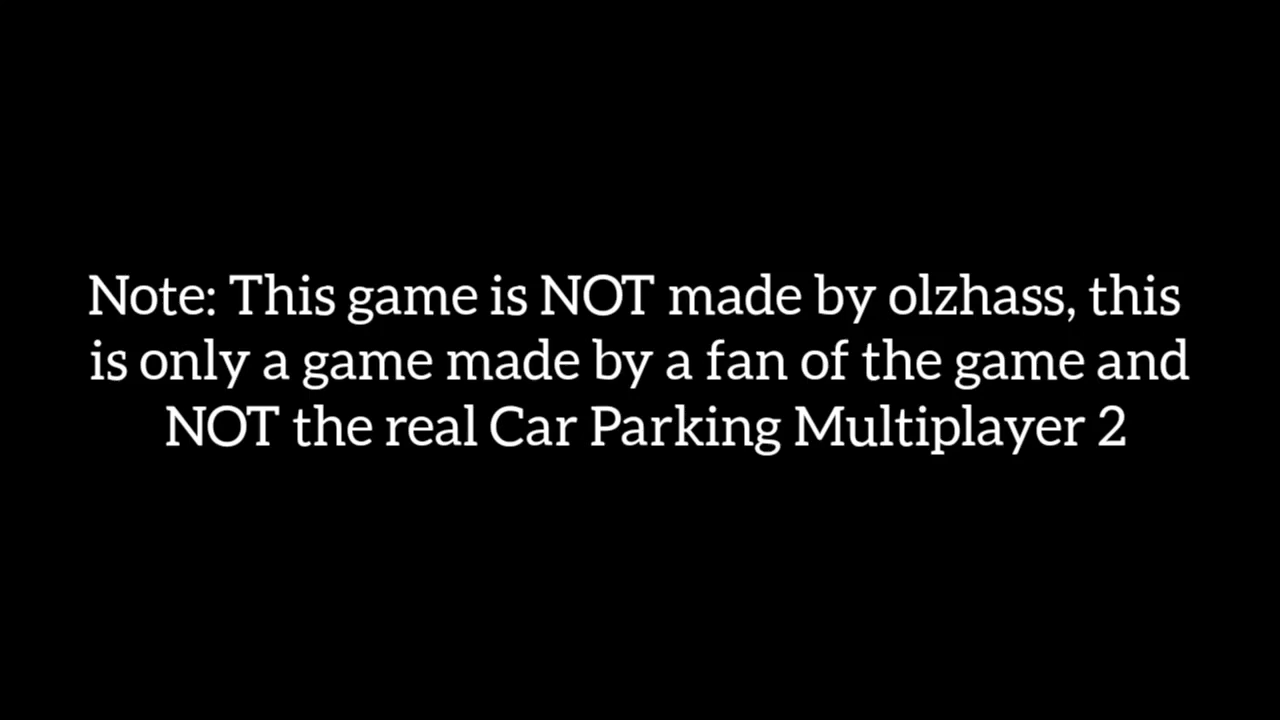 Note: This game is NOT made by olzhass, this
is only a game made by a fan of the game and
NOT the real Car Parking Multiplayer 2